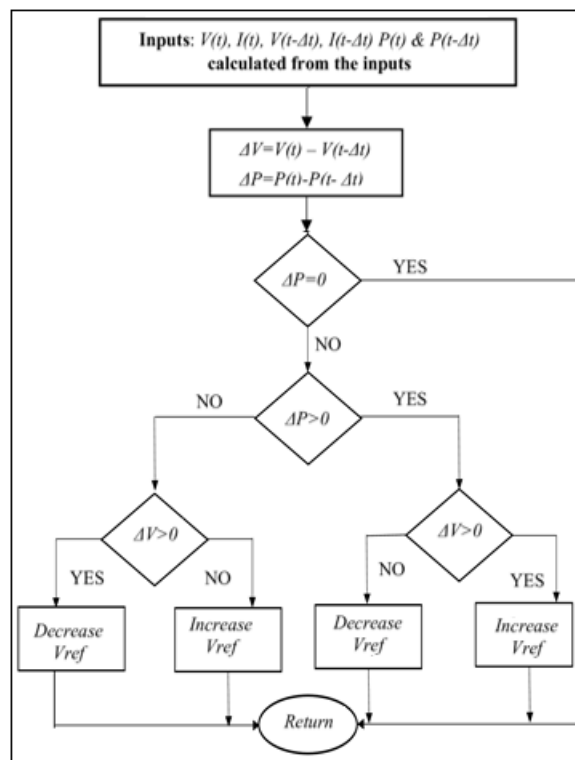 Inputs: V(t), I(t), V(t-Δt), I(t-Δt) P(t) & P(t-Δt)
calculated from the inputs
ΔV=V(t) – V(t-Δt)
ΔP=P(t)-P(t- Δt)
ΔP=0
YES
NO
ΔP>0
NO
YES
ΔV>0
YES
NO
ΔV>0
NO
YES
Decrease
Vref
Increase
Vref
Decrease
Vref
Increase
Vref
Return